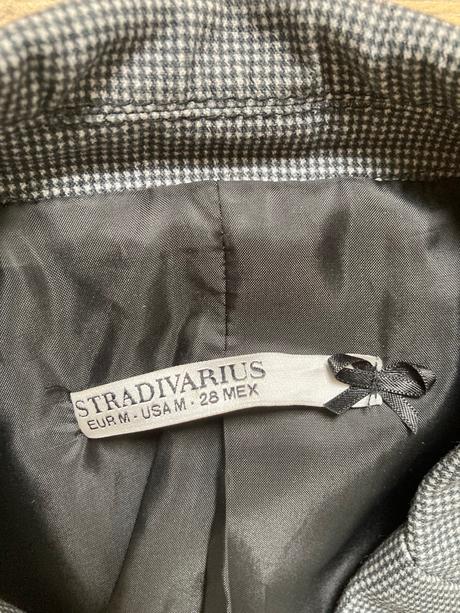 STRADIVARIUS
EUR M - USA M - 28 MEX